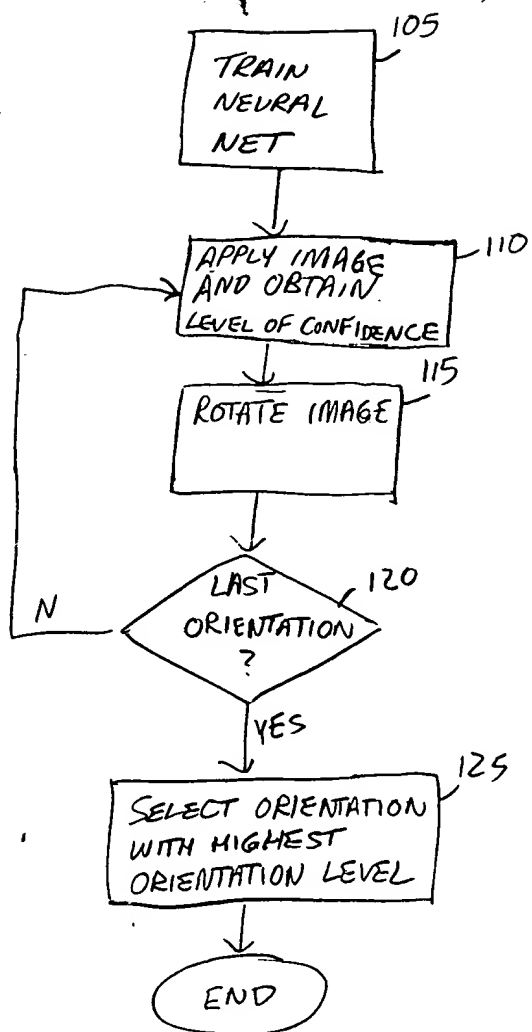 105
TRAIN
NEURAL
NET
110
APPLY IMAGE
AND OBTAIN
LEVEL OF CONFIDENCE
115
ROTATE IMAGE
120
LAST
ORIENTATION
?
N
YES
125
SELECT ORIENTATION
WITH HIGHEST
ORIENTATION LEVEL
END